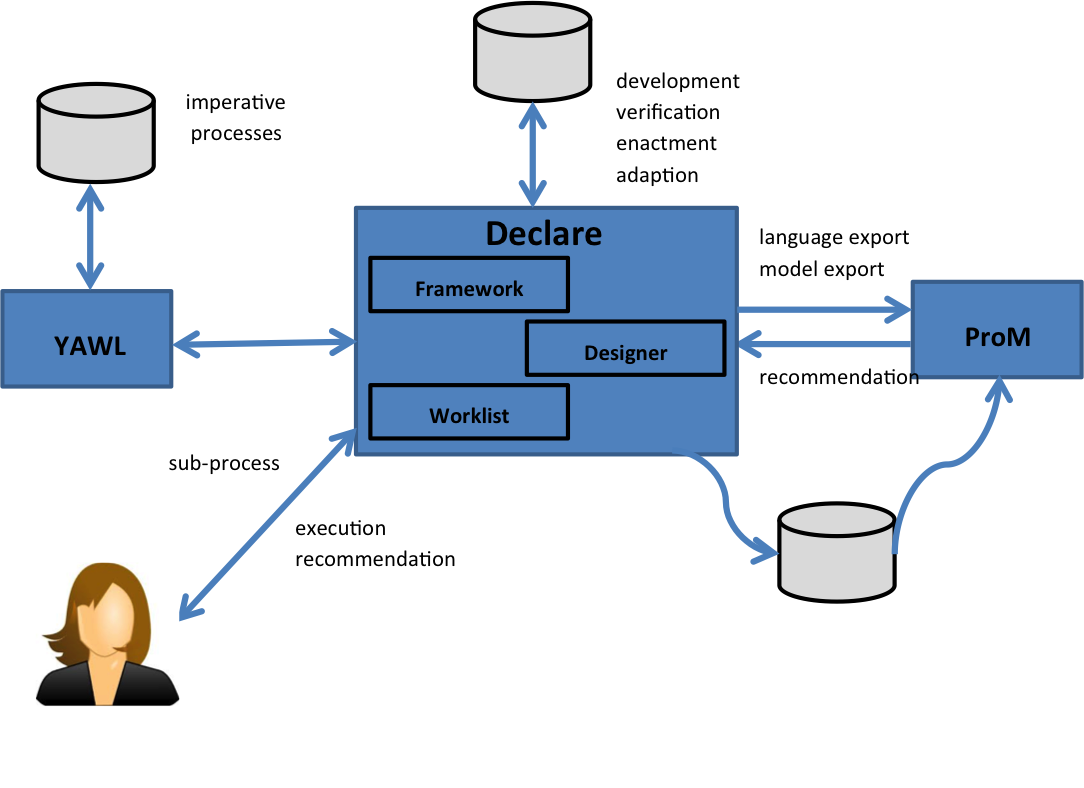 development
verification
enactment
adaption
imperative
processes
Declare
Framework
Designer
Worklist
YAWL
language export
model export
ProM
recommendation
sub-process
execution
recommendation